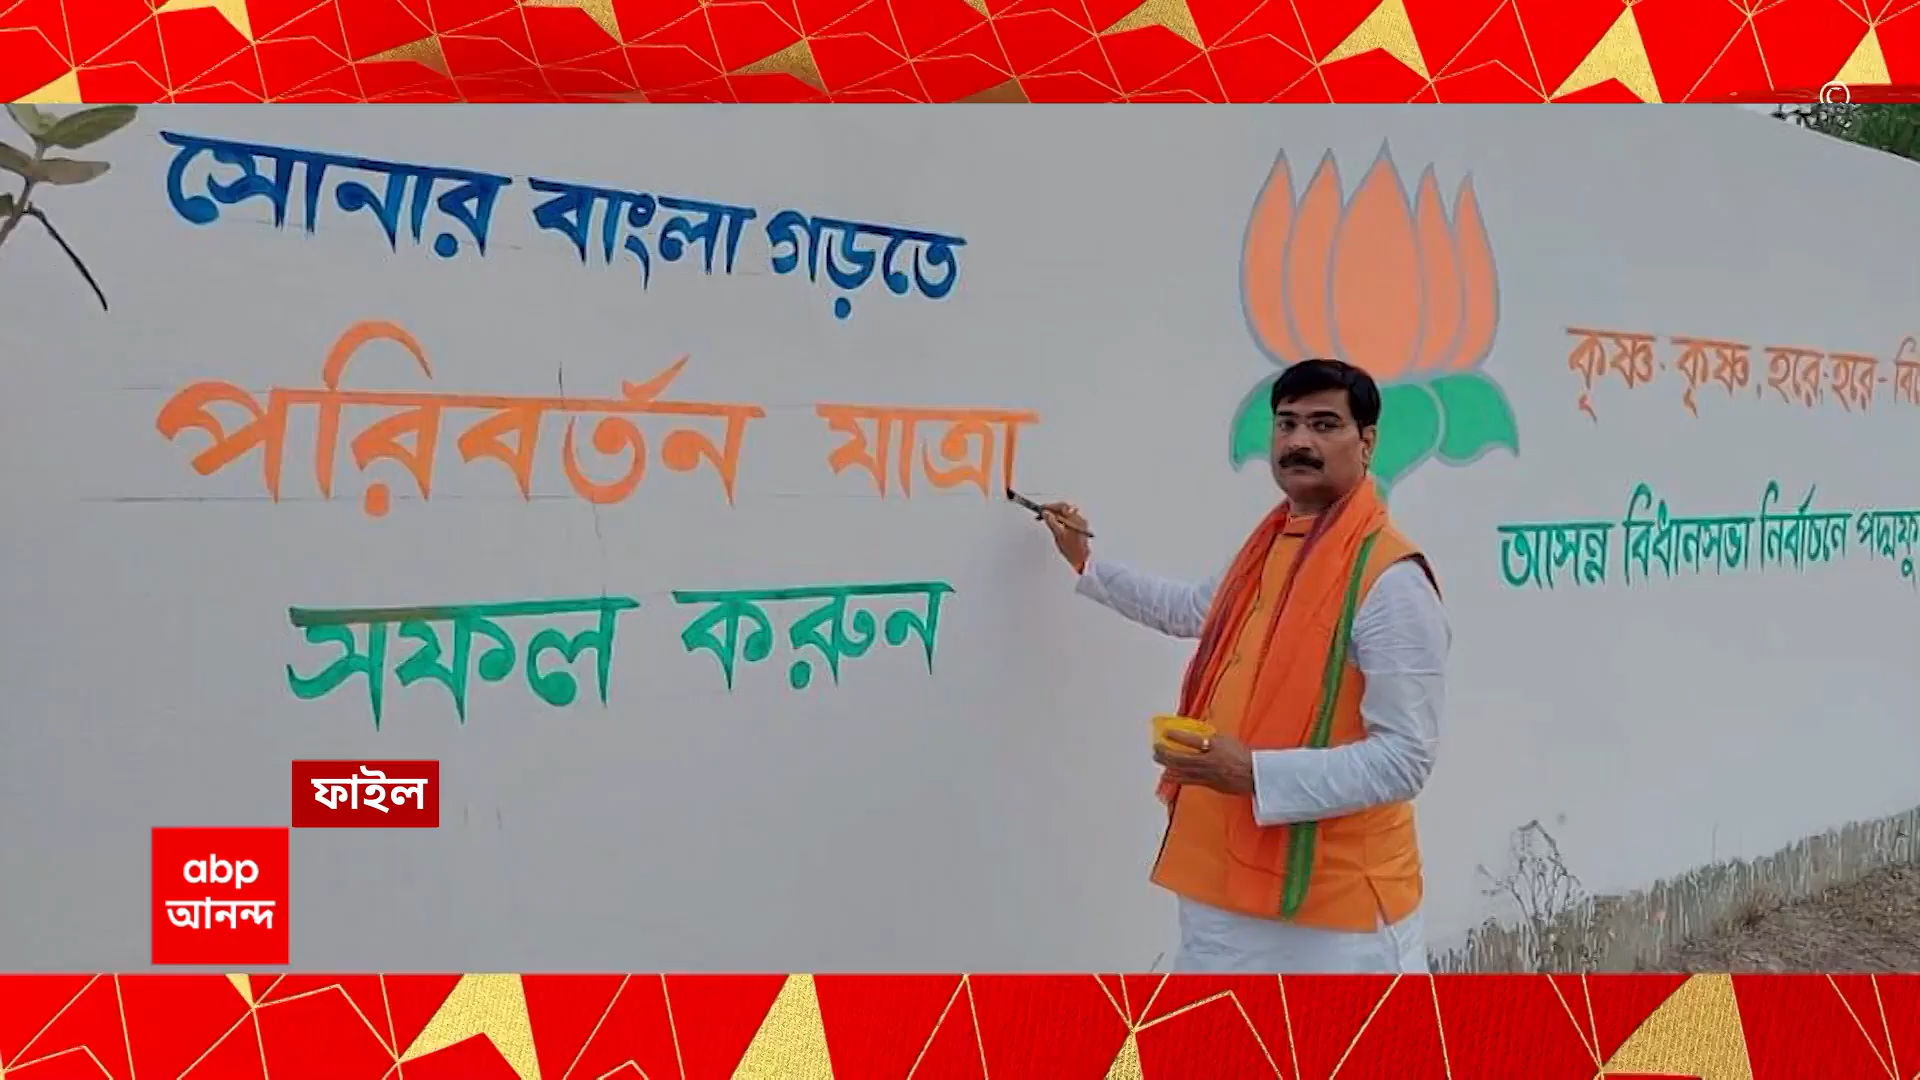 ©
সোনার বাংলা গড়তে
পরিবর্তন যাত্রা
সফল করুন
কৃষ্ণ-কৃষ্ণ, হরে-হরে-
আসন্ন বিধানসভা নির্বাচনে
ফাইল
abp
আনন্দ